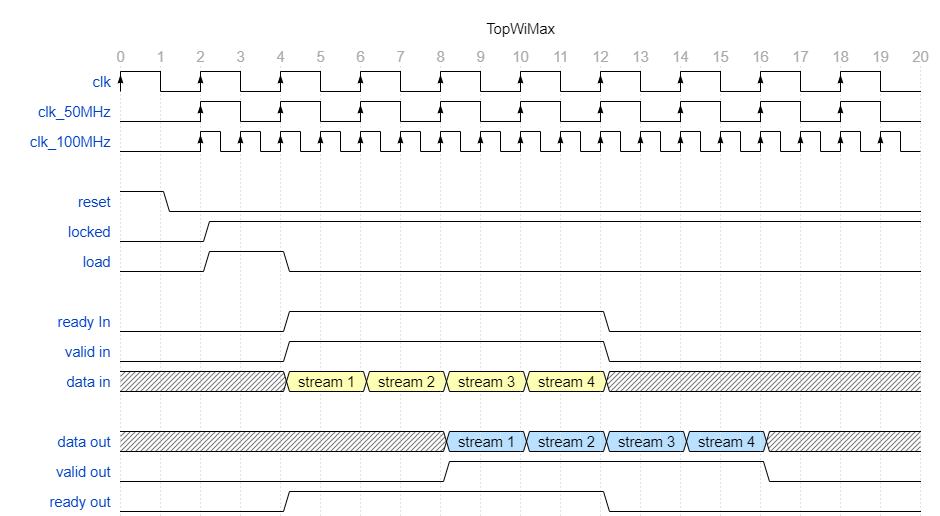 TopWiMax
0 1 2 3 4 5 6 7 8 9 10 11 12 13 14 15 16 17 18 19 20
clk
clk_50MHz
clk_100MHz
reset
locked
load
ready In
valid in
data in stream 1 stream 2 stream 3 stream 4
data out stream 1 stream 2 stream 3 stream 4
valid out
ready out